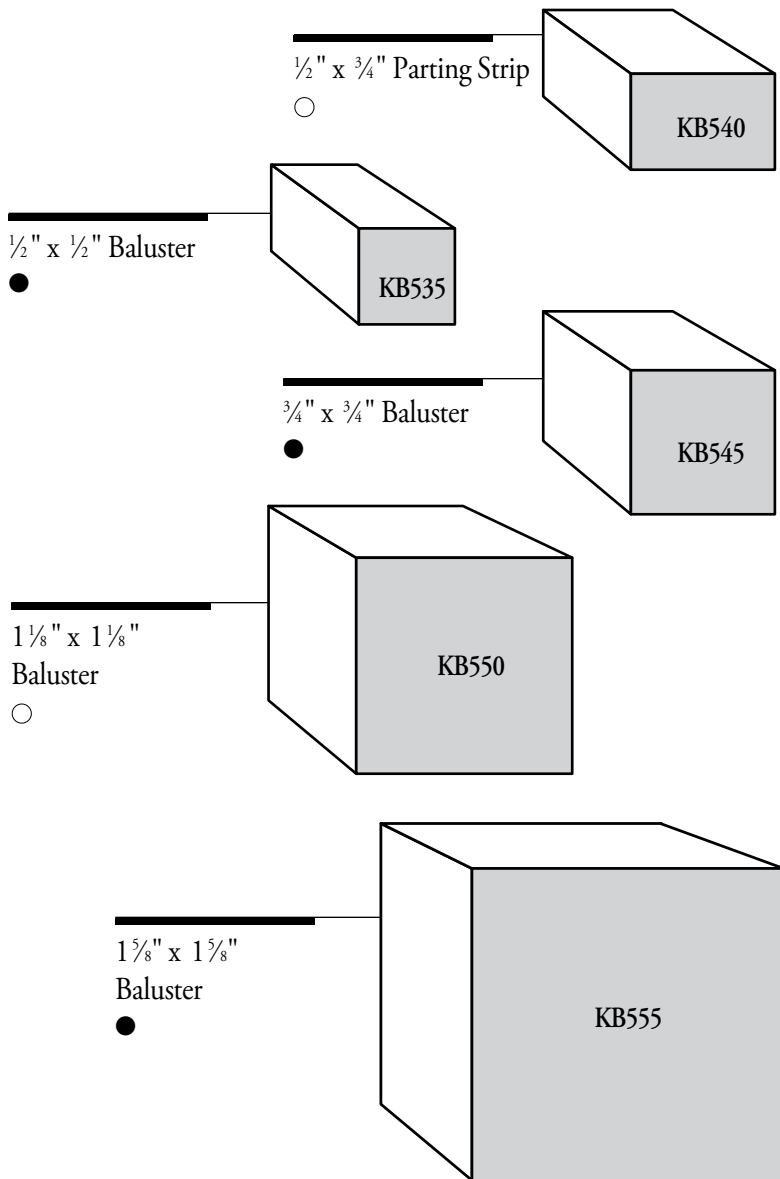 ½" x ¾" Parting Strip
KB540
½" x ½" Baluster
KB535
¾" x ¾" Baluster
KB545
1⅛" x 1⅛"
Baluster
KB550
1⅝" x 1⅝"
Baluster
KB555